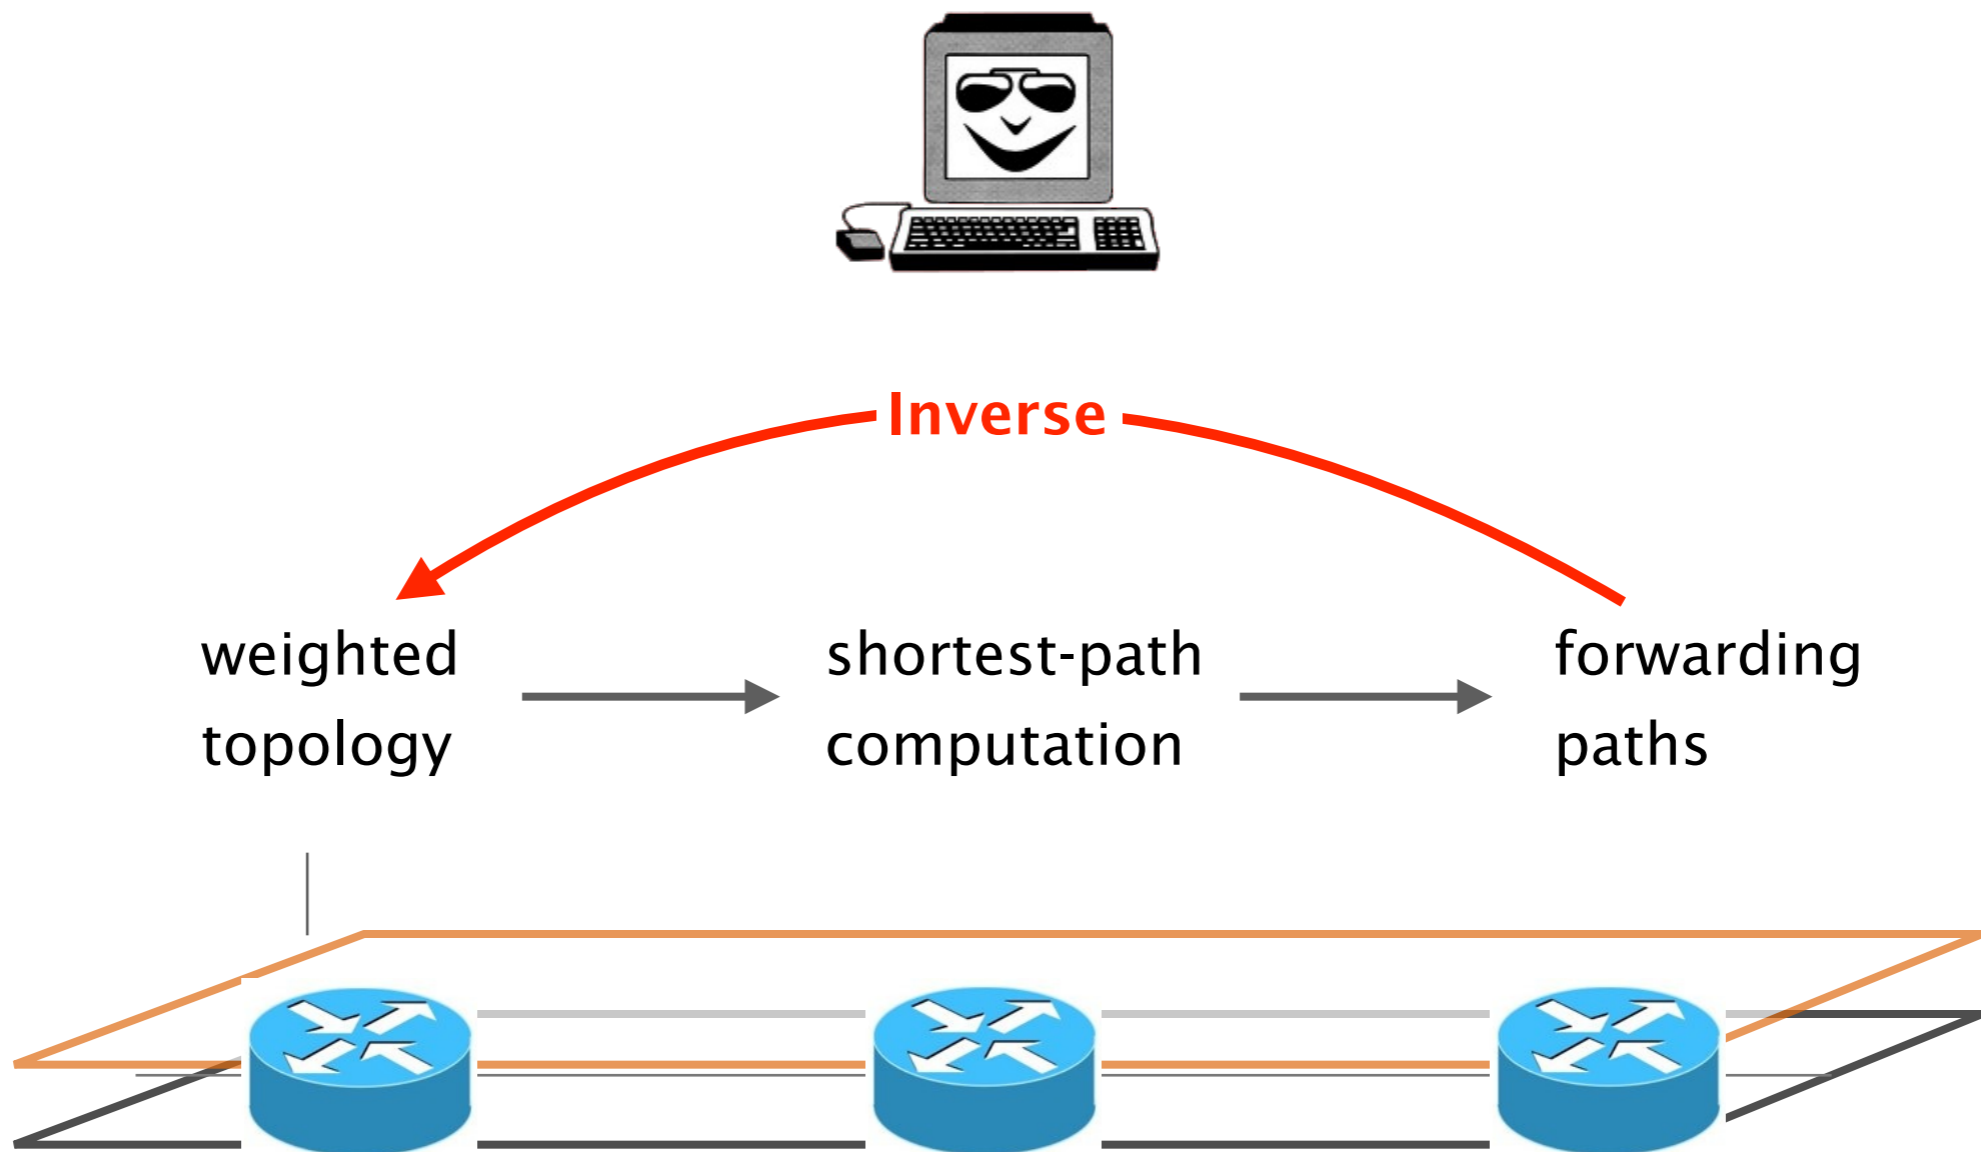 Inverse
weighted
topology
shortest-path
computation
forwarding
paths